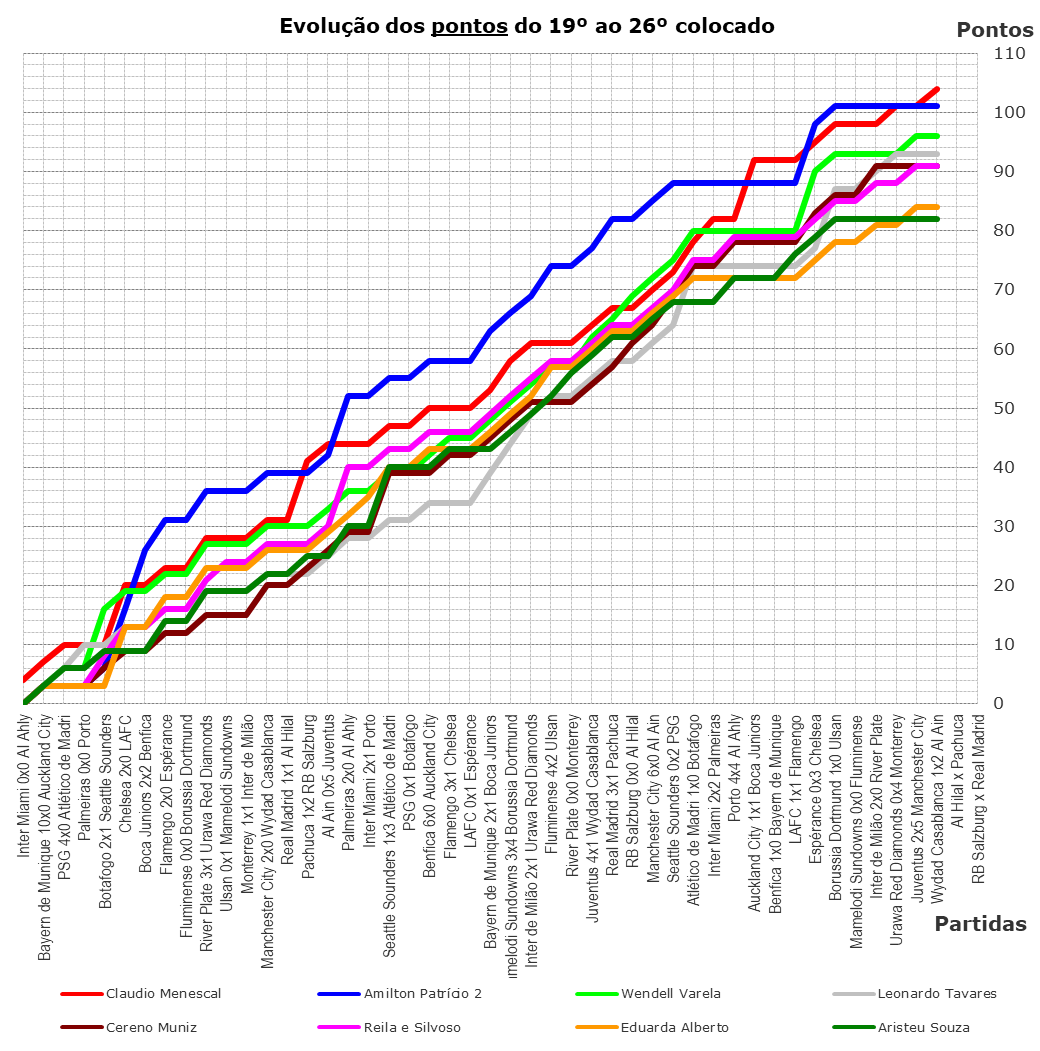 Evolução dos pontos do 19º ao 26º colocado
Pontos
110
100
90
80
70
60
50
40
30
20
10
0
Inter Miami 0x0 Al Ahly
Bayern de Munique 10x0 Auckland City
PSG 4x0 Atlético de Madri
Palmeiras 0x0 Porto
Botafogo 2x1 Seattle Sounders
Chelsea 2x0 LAFC
Boca Juniors 2x2 Benfica
Flamengo 2x0 Espérance
Fluminense 0x0 Borussia Dortmund
River Plate 3x1 Urawa Red Diamonds
Ulsan 0x1 Mamelodi Sundowns
Monterrey 1x1 Inter de Milão
Manchester City 2x0 Wydad Casablanca
Real Madrid 1x1 Al Hilal
Pachuca 1x2 RB Salzburg
Al Ain 0x5 Juventus
Palmeiras 2x0 Al Ahly
Inter Miami 2x1 Porto
Seattle Sounders 1x3 Atlético de Madri
PSG 0x1 Botafogo
Benfica 6x0 Auckland City
Flamengo 3x1 Chelsea
LAFC 0x1 Espérance
Bayern de Munique 2x1 Boca Juniors
melodi Sundowns 3x4 Borussia Dortmund
Inter de Milão 2x1 Urawa Red Diamonds
Fluminense 4x2 Ulsan
River Plate 0x0 Monterrey
Juventus 4x1 Wydad Casablanca
Real Madrid 3x1 Pachuca
RB Salzburg 0x0 Al Hilal
Manchester City 6x0 Al Ain
Seattle Sounders 0x2 PSG
Atlético de Madri 1x0 Botafogo
Inter Miami 2x2 Palmeiras
Porto 4x4 Al Ahly
Auckland City 1x1 Boca Juniors
Benfica 1x0 Bayern de Munique
LAFC 1x1 Flamengo
Espérance 0x3 Chelsea
Borussia Dortmund 1x0 Ulsan
Mamelodi Sundowns 0x0 Fluminense
Inter de Milão 2x0 River Plate
Urawa Red Diamonds 0x4 Monterrey
Juventus 2x5 Manchester City
Wydad Casablanca 1x2 Al Ain
Al Hilal x Pachuca
RB Salzburg x Real Madrid
Partidas
Claudio Menescal
Amilton Patrício 2
Wendell Varela
Leonardo Tavares
Cereno Muniz
Reila e Silvoso
Eduarda Alberto
Aristeu Souza